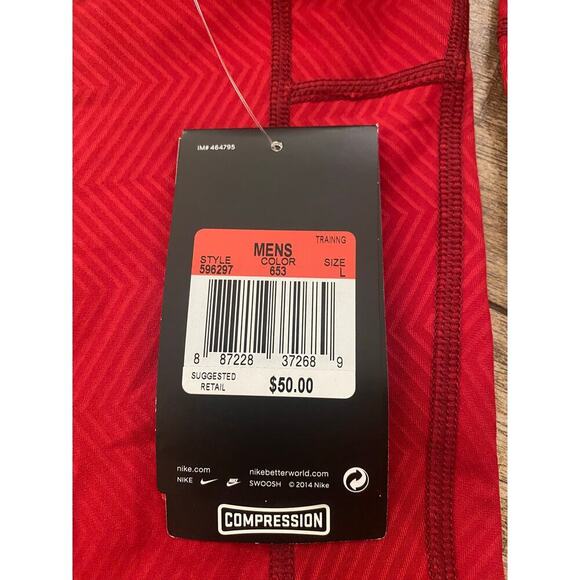 IM# 464795
TRAINNG
MENS
STYLE COLOR SIZE
596297 653 L
8 87228 37268 9
SUGGESTED
RETAIL $50.00
nike.com nikebetterworld.com
NIKE SWOOSH © 2014 Nike
COMPRESSION